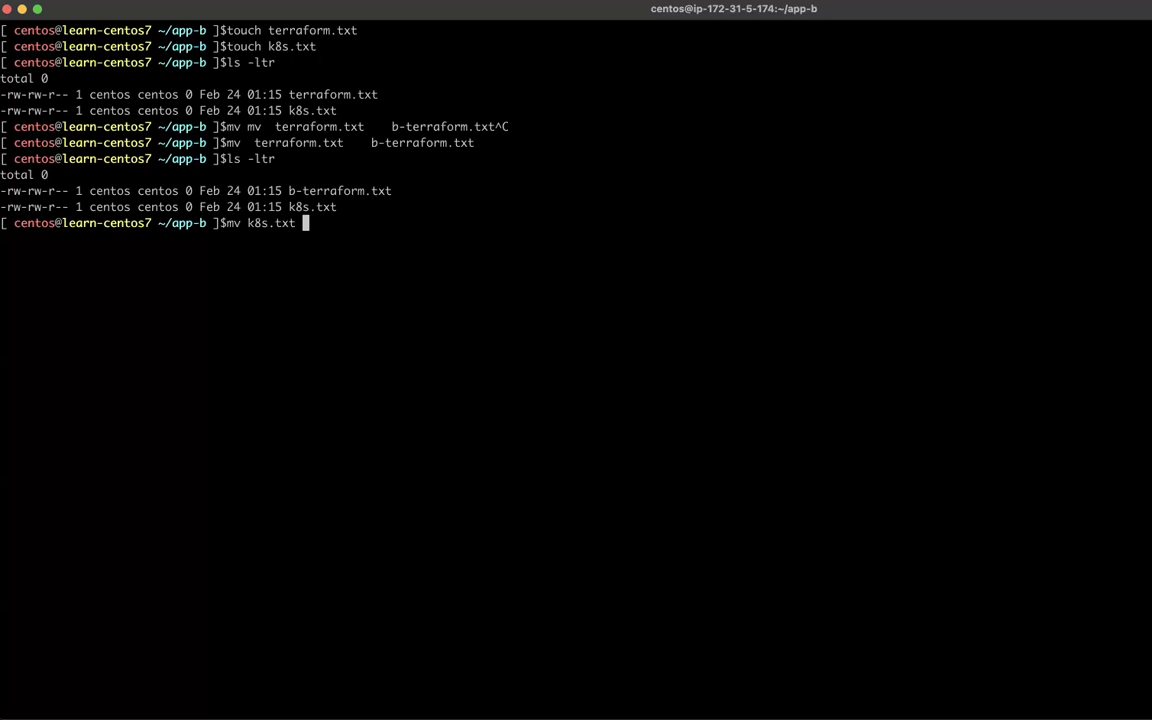 centos@ip-172-31-5-174:~/app-b
[ centos@learn-centos7 ~/app-b ]$touch terraform.txt
[ centos@learn-centos7 ~/app-b ]$touch k8s.txt
[ centos@learn-centos7 ~/app-b ]$ls -ltr
total 0
-rw-rw-r-- 1 centos centos 0 Feb 24 01:15 terraform.txt
-rw-rw-r-- 1 centos centos 0 Feb 24 01:15 k8s.txt
[ centos@learn-centos7 ~/app-b ]$mv mv  terraform.txt    b-terraform.txt^C
[ centos@learn-centos7 ~/app-b ]$mv  terraform.txt    b-terraform.txt
[ centos@learn-centos7 ~/app-b ]$ls -ltr
total 0
-rw-rw-r-- 1 centos centos 0 Feb 24 01:15 b-terraform.txt
-rw-rw-r-- 1 centos centos 0 Feb 24 01:15 k8s.txt
[ centos@learn-centos7 ~/app-b ]$mv k8s.txt